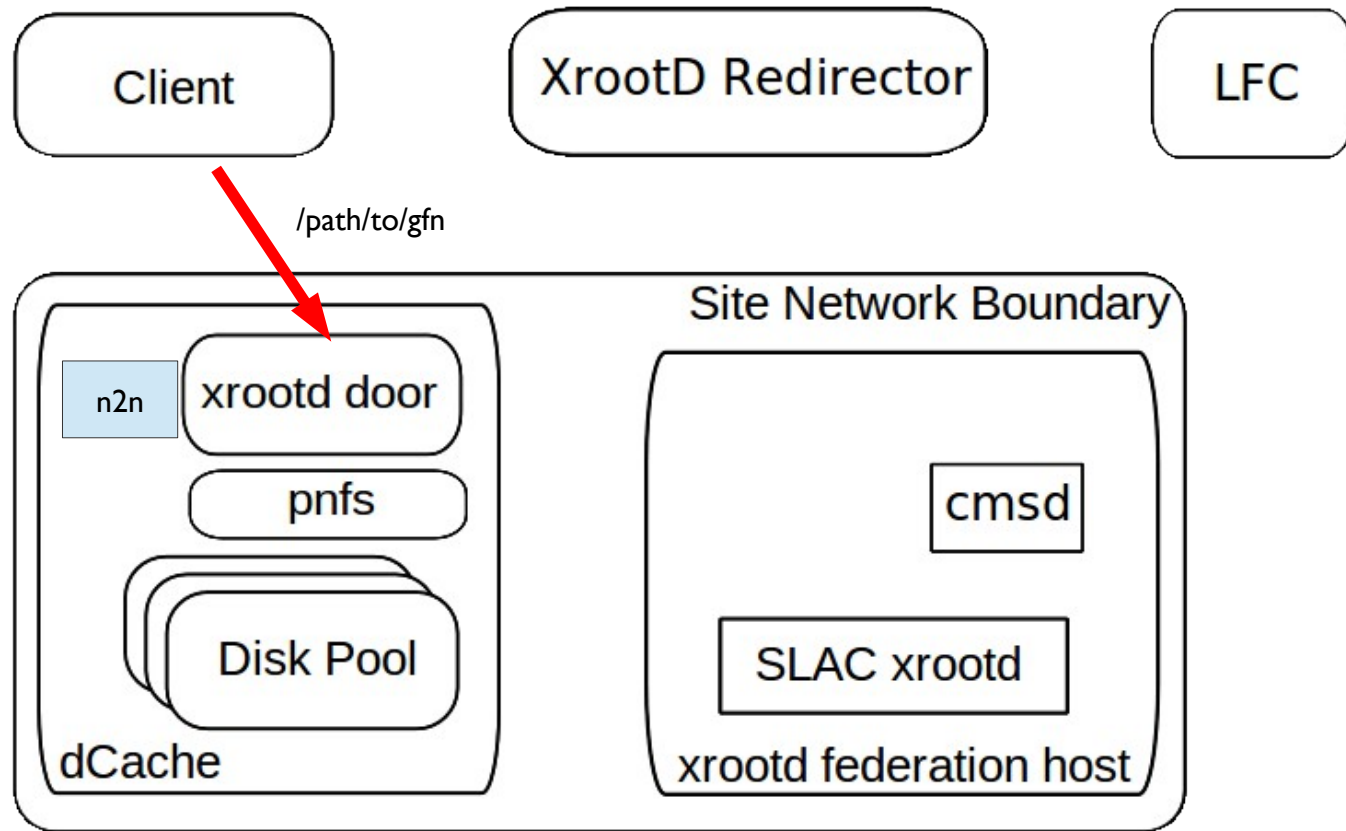 Client
XrootD Redirector
LFC
/path/to/gfn
Site Network Boundary
n2n
xrootd door
pnfs
Disk Pool
dCache
cmsd
SLAC xrootd
xrootd federation host